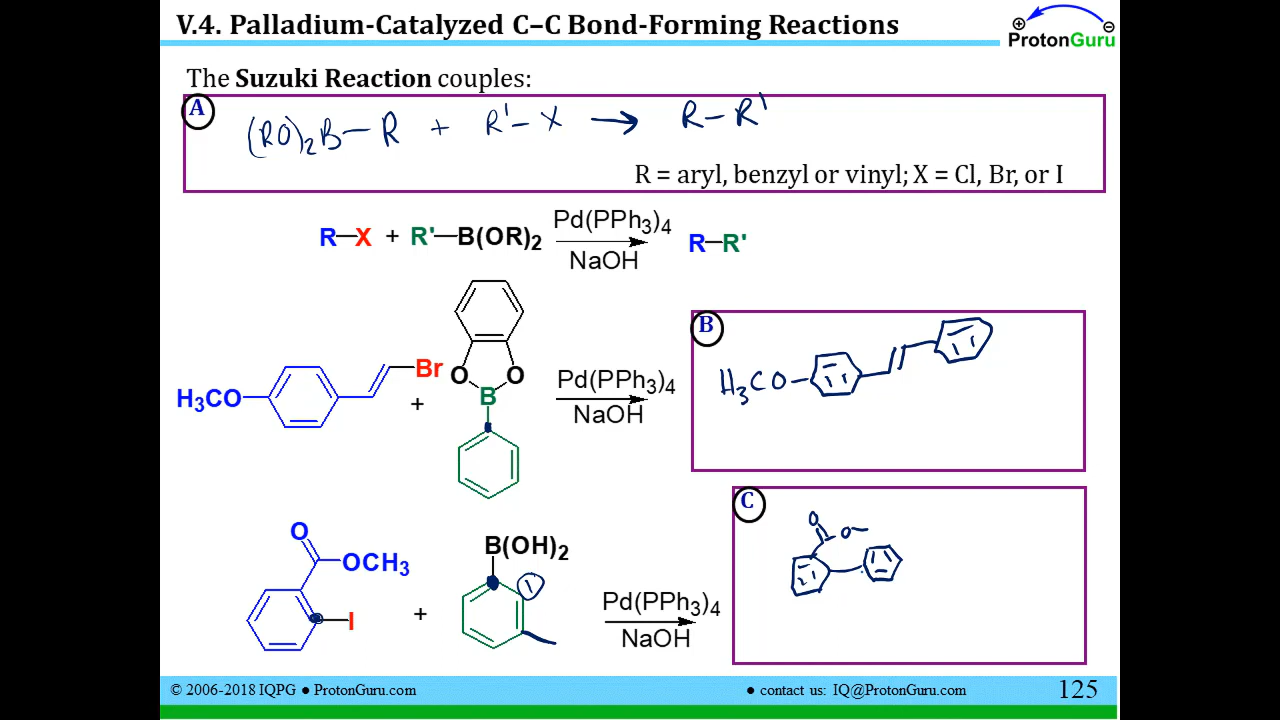 V.4. Palladium-Catalyzed C–C Bond-Forming Reactions
ProtonGuru
The Suzuki Reaction couples:
A
(RO)2B—R + R'—X → R—R'
R = aryl, benzyl or vinyl; X = Cl, Br, or I
R—X + R'—B(OR)2 Pd(PPh3)4 NaOH R—R'
B
H3CO Br + O B O Pd(PPh3)4 NaOH
H3CO
C
O OCH3 I + B(OH)2 1 Pd(PPh3)4 NaOH
O O
© 2006-2018 IQPG ● ProtonGuru.com ● contact us: IQ@ProtonGuru.com 125